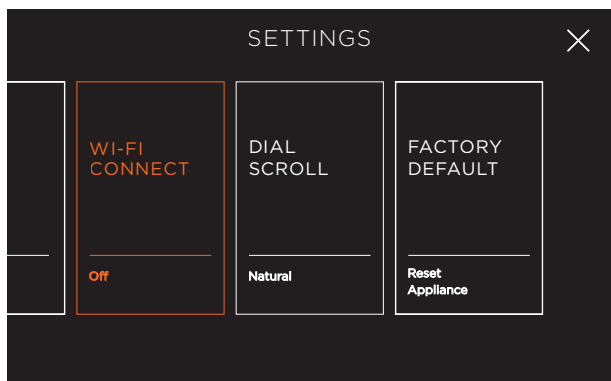 SETTINGS
WI-FI
CONNECT
Off
DIAL
SCROLL
Natural
FACTORY
DEFAULT
Reset
Appliance